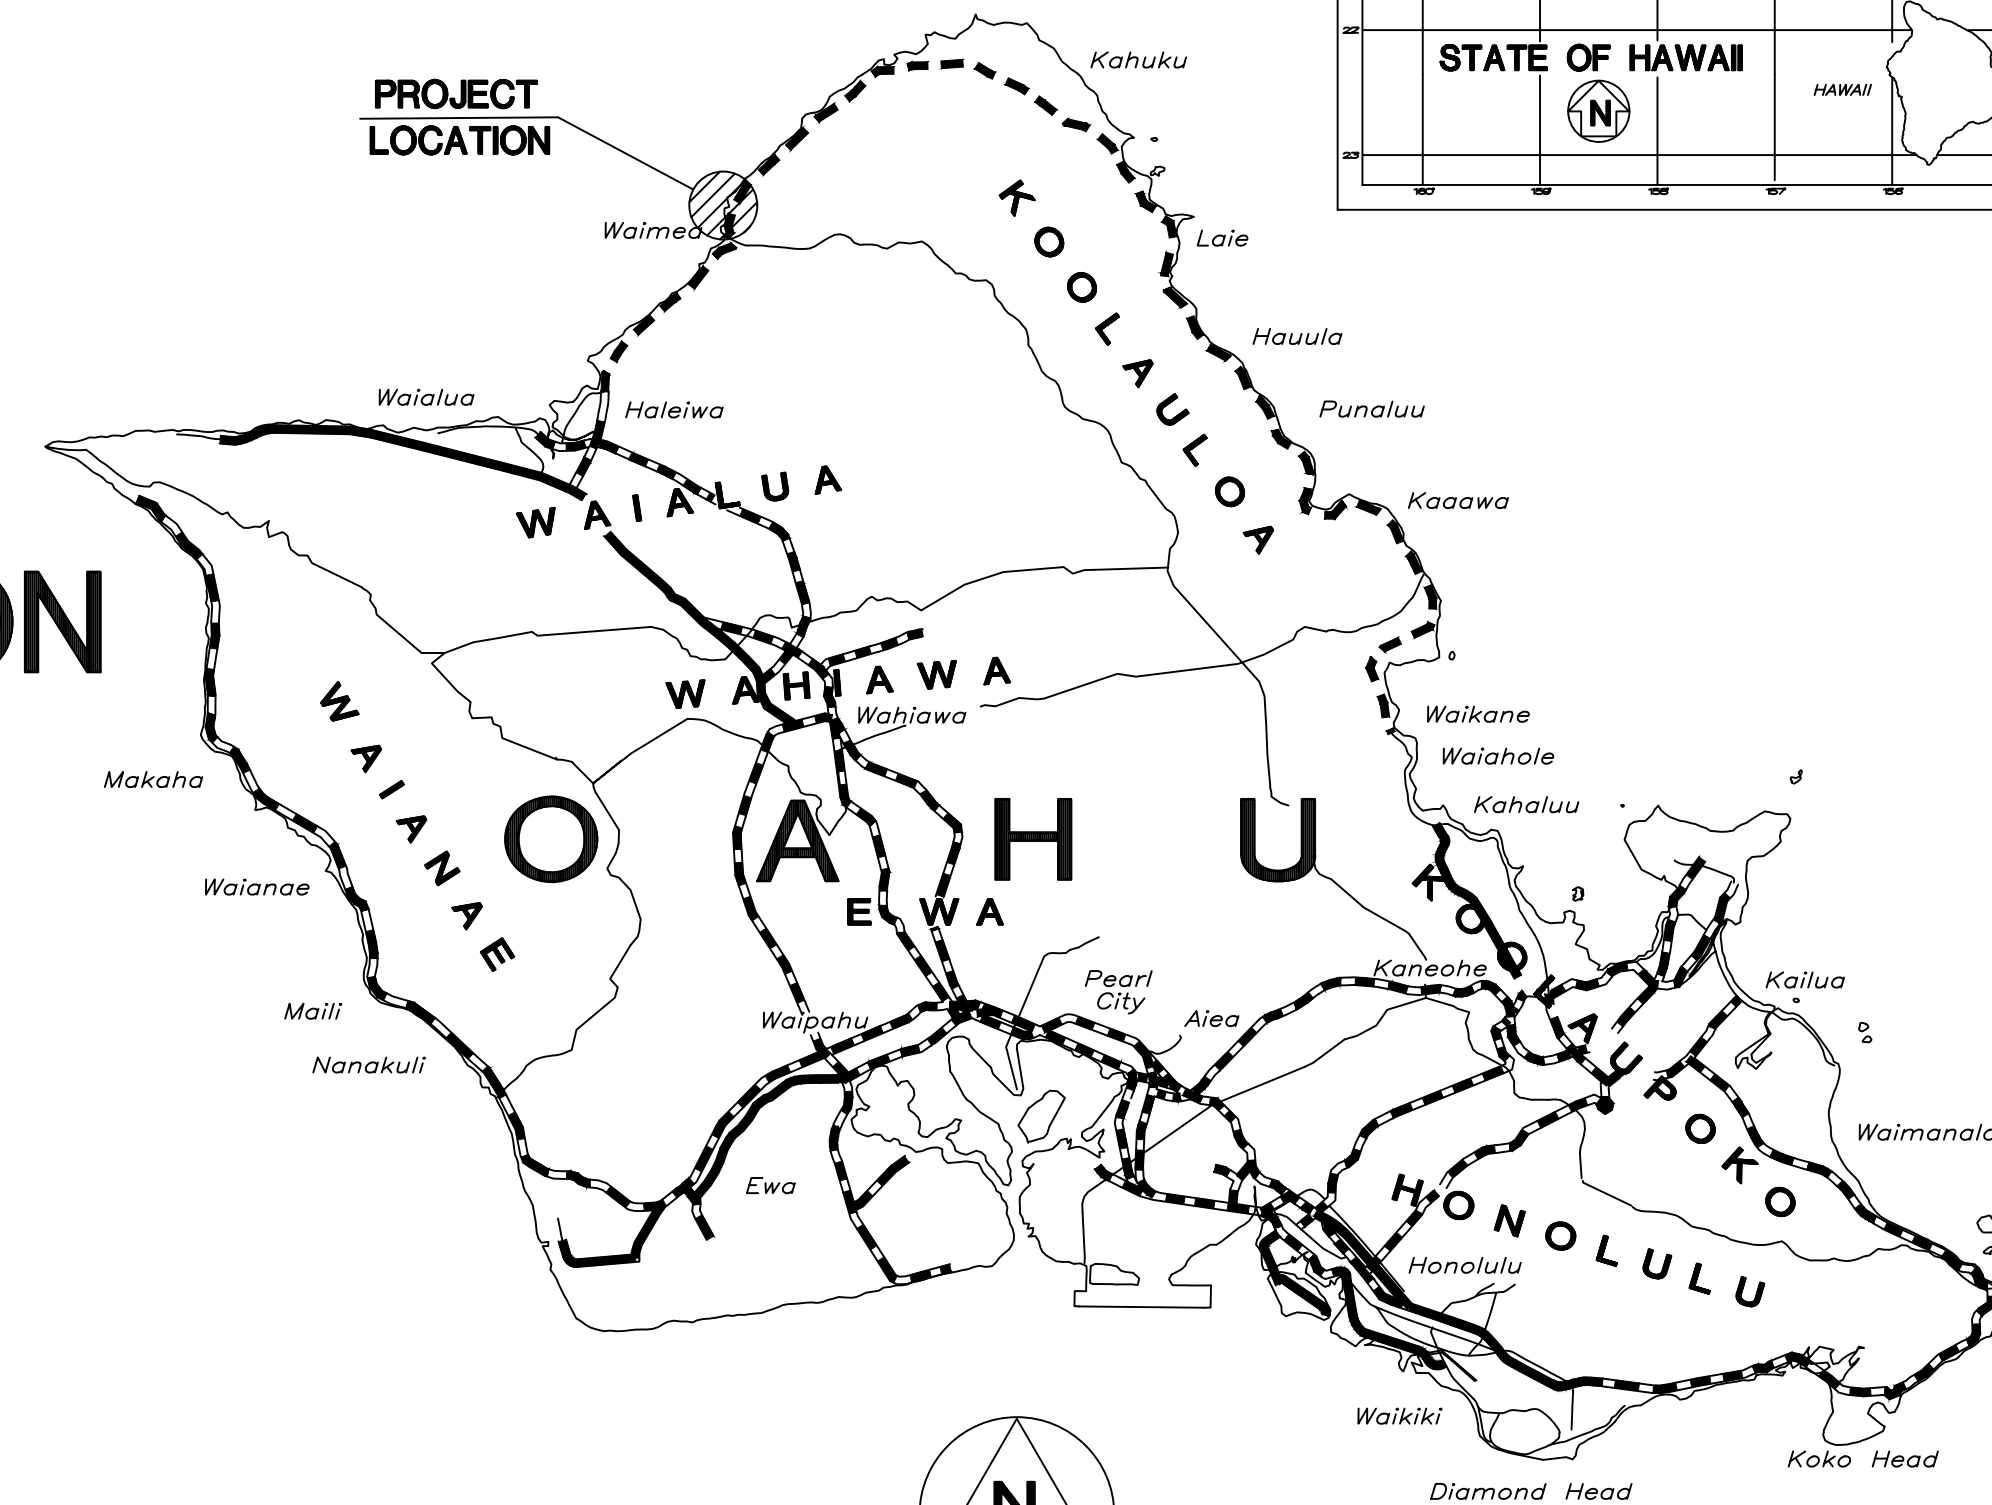 22
STATE OF HAWAII
N
HAWAII
23
160
159
158
157
156
Kahuku
PROJECT
LOCATION
Waimea
KOOLAULOA
Laie
Hauula
Waialua
Haleiwa
Punaluu
WAIALUA
Kaaawa
ON
WAHIAWA
Wahiawa
Waikane
Waiahole
WAIANAE
Makaha
Kahaluu
OAHU
Waianae
EWA
KOOLAUPOKO
Kaneohe
Pearl
City
Kailua
Maili
Waipahu
Aiea
Nanakuli
Waimanalo
Ewa
HONOLULU
Honolulu
Waikiki
Koko Head
Diamond Head
N